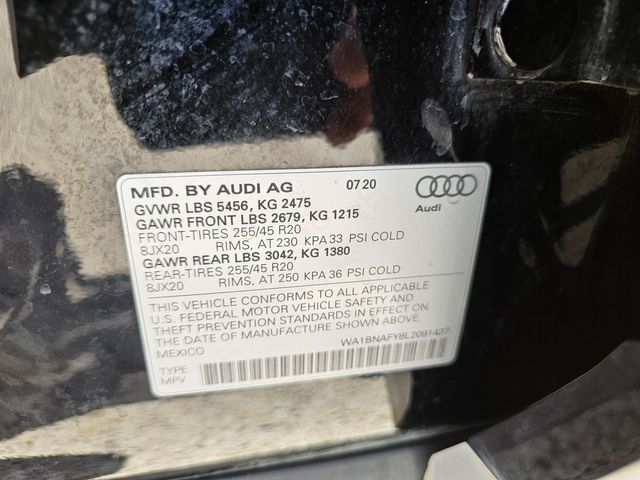 MFD. BY AUDI AG 07 20
Audi
GVWR LBS 5456, KG 2475
GAWR FRONT LBS 2679, KG 1215
FRONT-TIRES 255/45 R20
8JX20 RIMS, AT 230 KPA 33 PSI COLD
GAWR REAR LBS 3042, KG 1380
REAR-TIRES 255/45 R20
8JX20 RIMS, AT 250 KPA 36 PSI COLD
THIS VEHICLE CONFORMS TO ALL APPLICABLE
U.S. FEDERAL MOTOR VEHICLE SAFETY AND
THEFT PREVENTION STANDARDS IN EFFECT ON
THE DATE OF MANUFACTURE SHOWN ABOVE.
MEXICO
WA1BNAFY8L2091437
TYPE
MPV